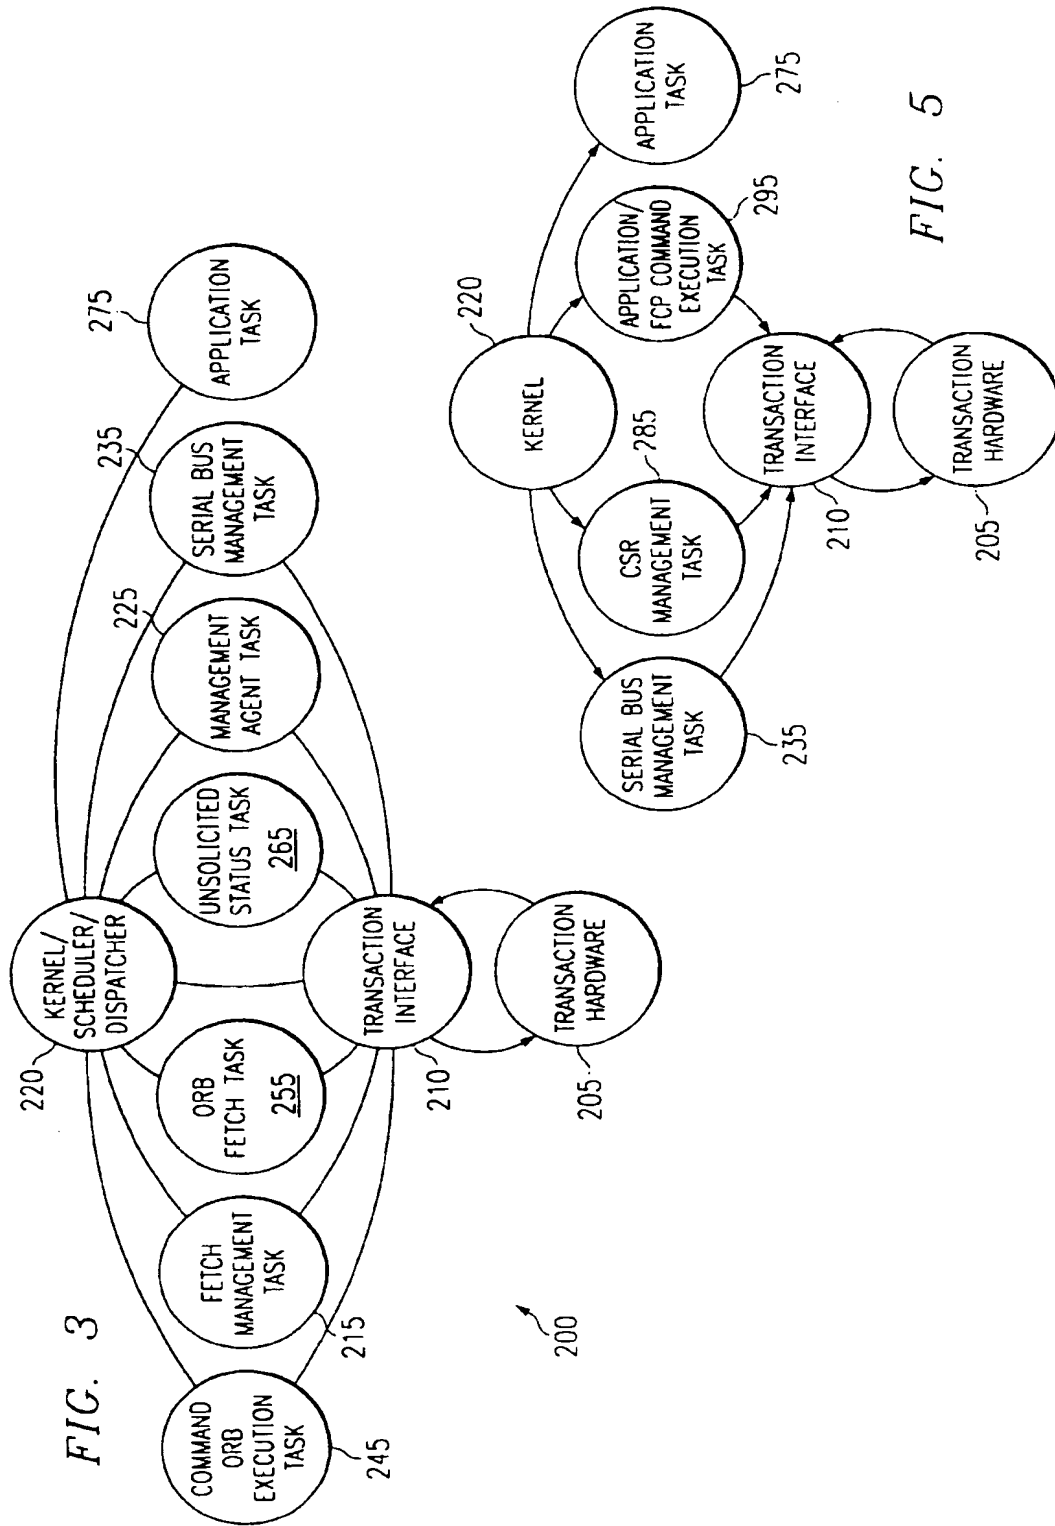 FIG. 3
KERNEL/
SCHEDULER/
DISPATCHER
220
COMMAND
ORB
EXECUTION
TASK
245
FETCH
MANAGEMENT
TASK
215
ORB
FETCH TASK
255
UNSOLICITED
STATUS TASK
265
MANAGEMENT
AGENT TASK
225
SERIAL BUS
MANAGEMENT
TASK
235
APPLICATION
TASK
275
TRANSACTION
INTERFACE
210
TRANSACTION
HARDWARE
205
200
KERNEL
220
SERIAL BUS
MANAGEMENT
TASK
235
CSR
MANAGEMENT
TASK
285
APPLICATION/
FCP COMMAND
EXECUTION
TASK
295
APPLICATION
TASK
275
TRANSACTION
INTERFACE
210
TRANSACTION
HARDWARE
205
FIG. 5